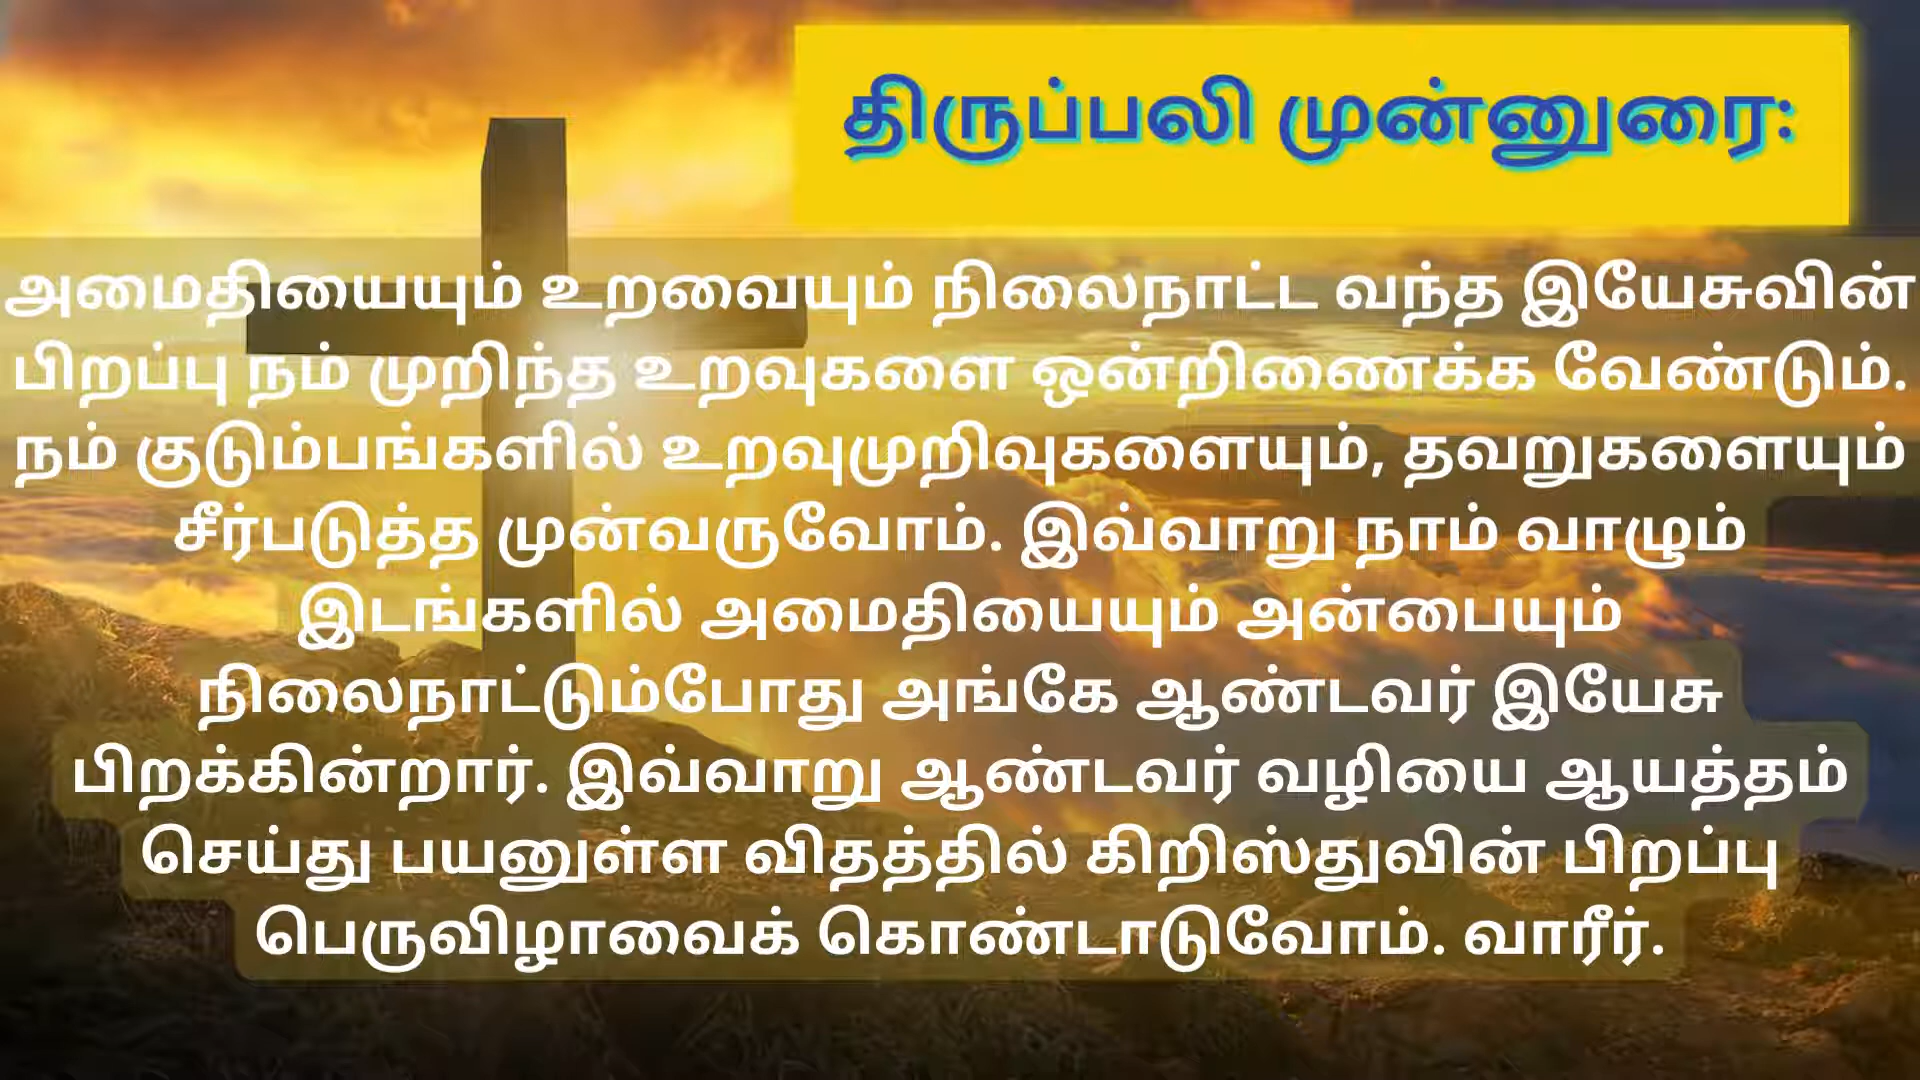 திருப்பலி முன்னுரை:
அமைதியையும் உறவையும் நிலைநாட்ட வந்த இயேசுவின்
பிறப்பு நம் முறிந்த உறவுகளை ஒன்றிணைக்க வேண்டும்.
நம் குடும்பங்களில் உறவுமுறிவுகளையும், தவறுகளையும்
சீர்படுத்த முன்வருவோம். இவ்வாறு நாம் வாழும்
இடங்களில் அமைதியையும் அன்பையும்
நிலைநாட்டும்போது அங்கே ஆண்டவர் இயேசு
பிறக்கின்றார். இவ்வாறு ஆண்டவர் வழியை ஆயத்தம்
செய்து பயனுள்ள விதத்தில் கிறிஸ்துவின் பிறப்பு
பெருவிழாவைக் கொண்டாடுவோம். வாரீர்.